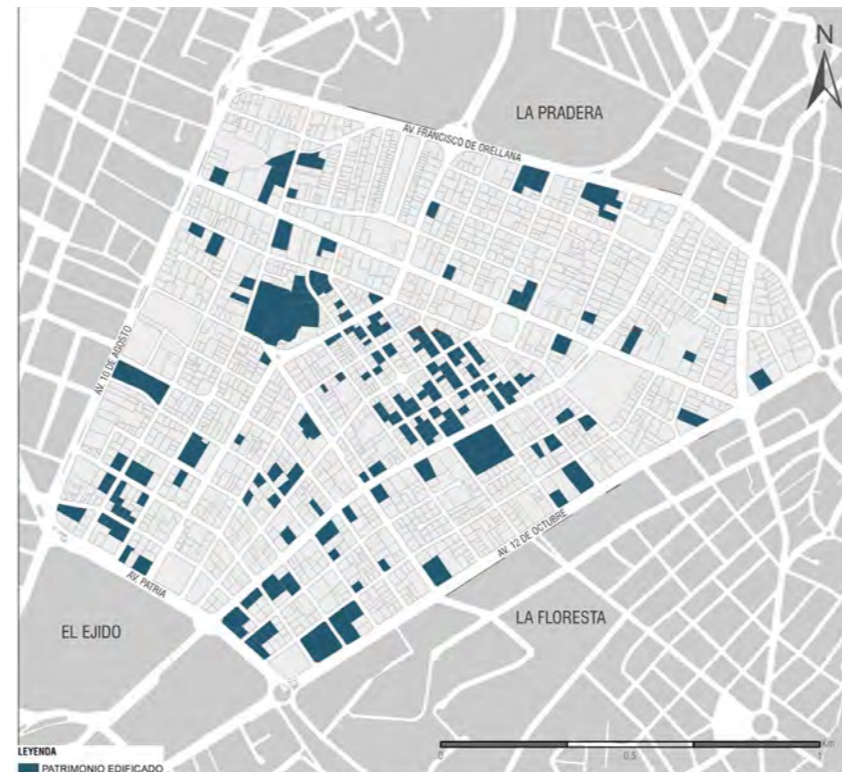 N
LA PRADERA
AV. FRANCISCO DE ORELLANA
AV. 10 DE AGOSTO
AV. 12 DE OCTUBRE
AV. PATRIA
LA FLORESTA
EL EJIDO
LEYENDA
PATRIMONIO EDIFICADO
Km
0 0.5 1